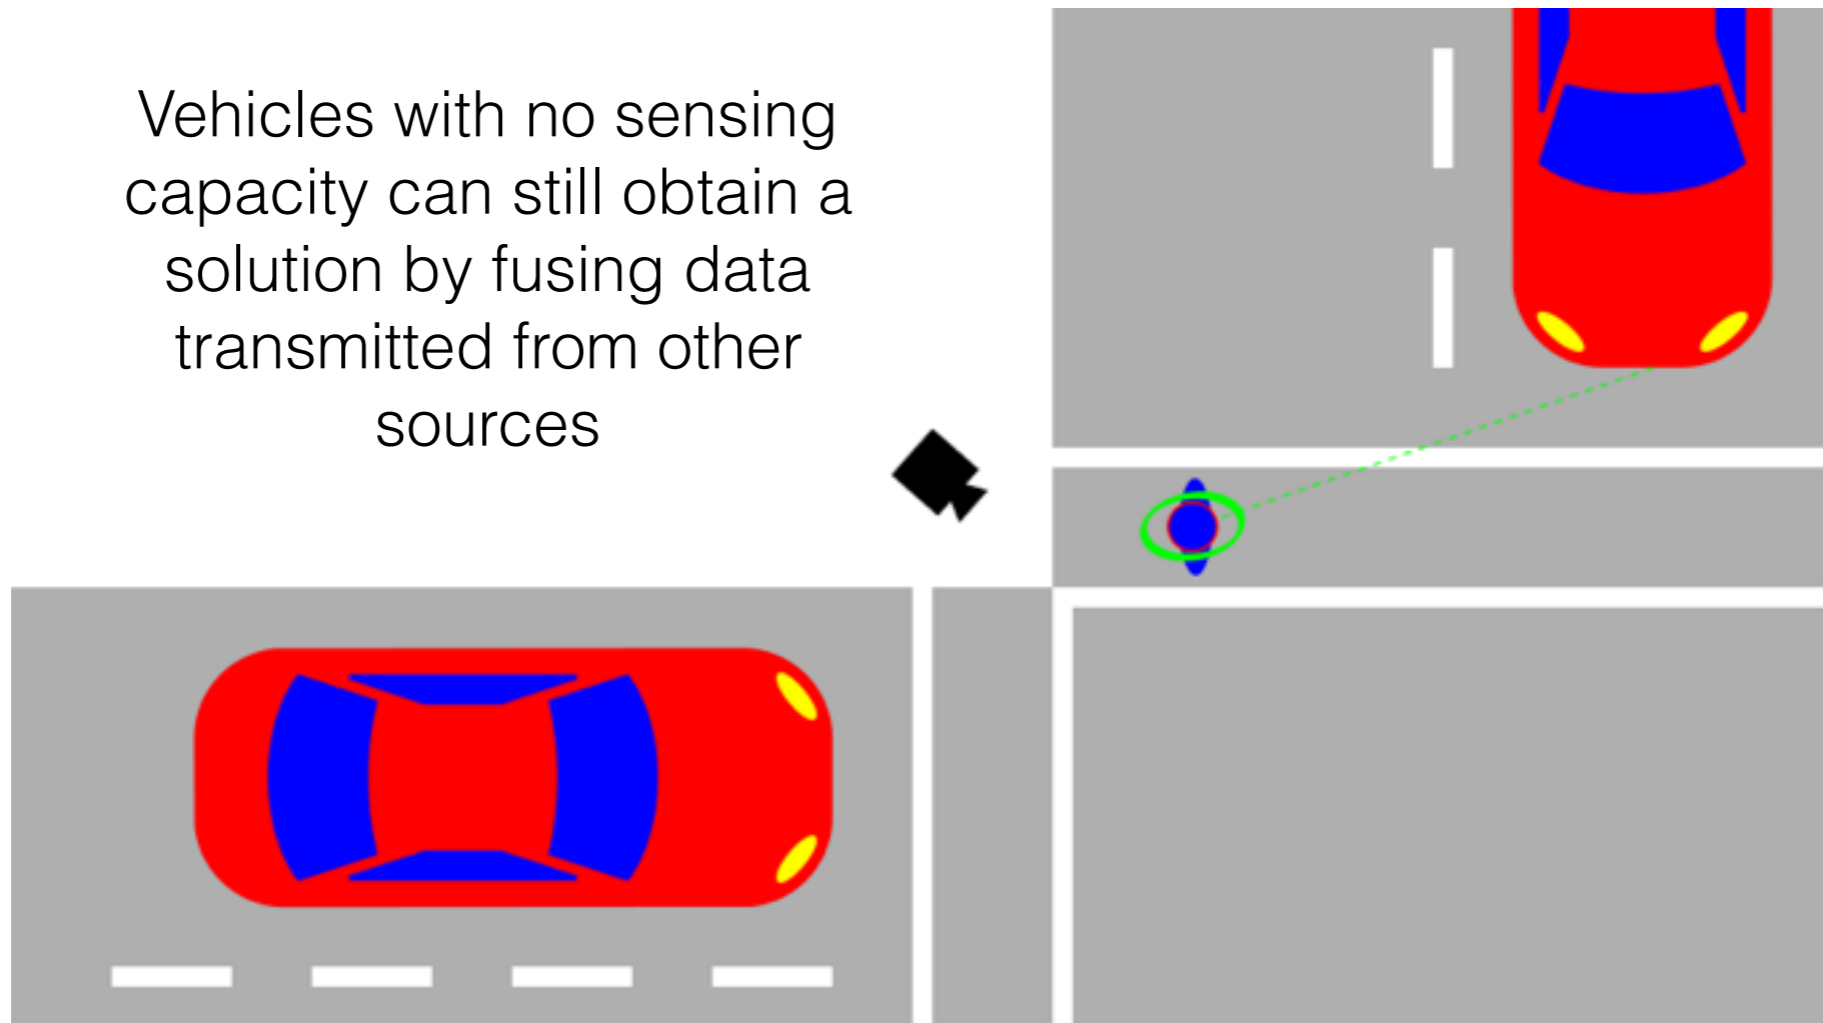 Vehicles with no sensing
capacity can still obtain a
solution by fusing data
transmitted from other
sources